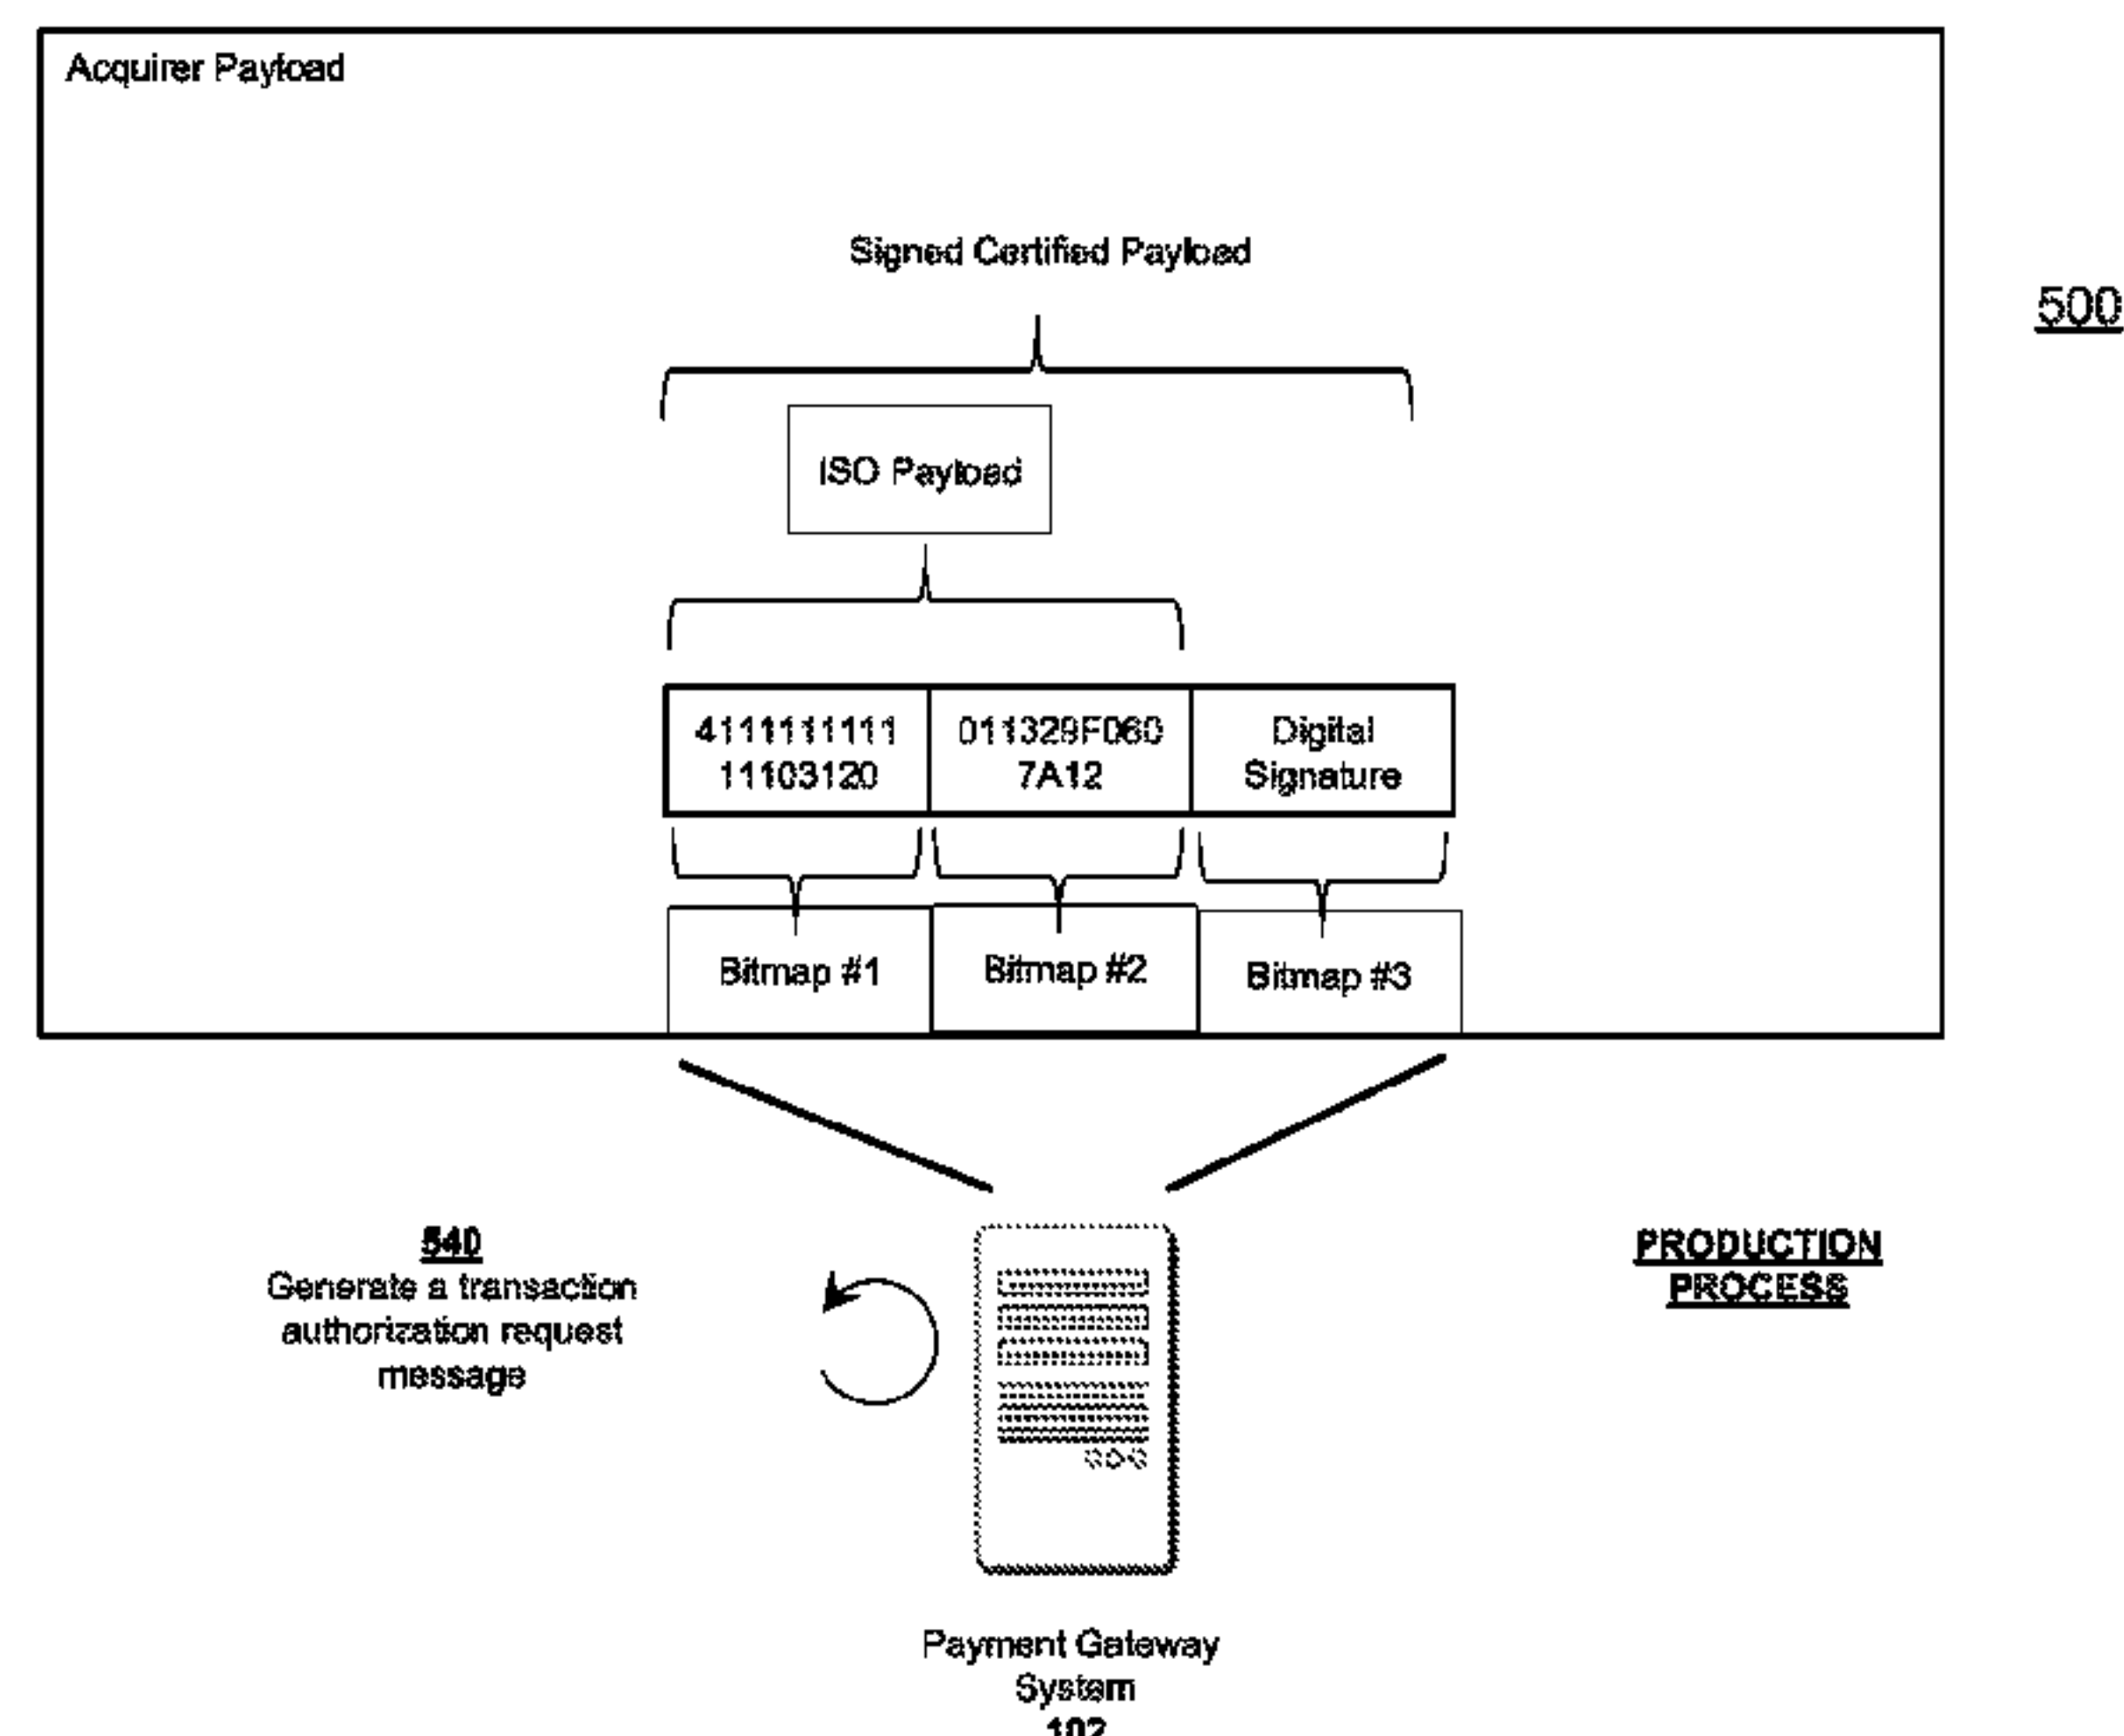 Acquirer Payload
Signed Certified Payload
500
ISO Payload
4111111111
11103120
011329F060
7A12
Digital
Signature
Bitmap #1
Bitmap #2
Bitmap #3
540
Generate a transaction
authorization request
message
PRODUCTION
PROCESS
Payment Gateway
System
102